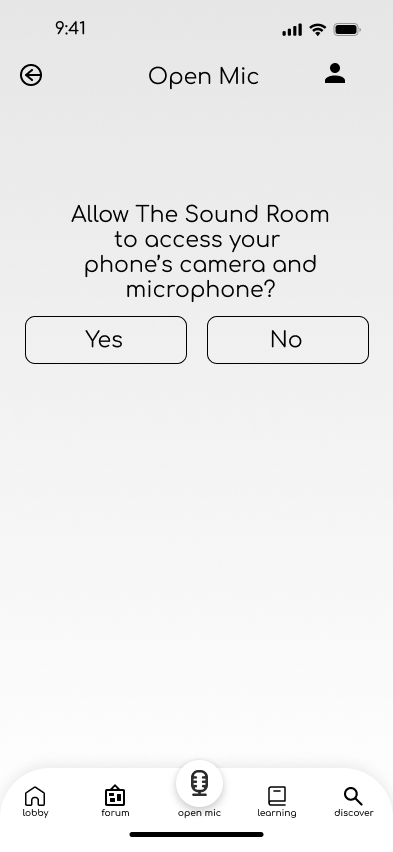 9:41
Open Mic
Allow The Sound Room
to access your
phone’s camera and
microphone?
Yes No
lobby forum open mic learning discover